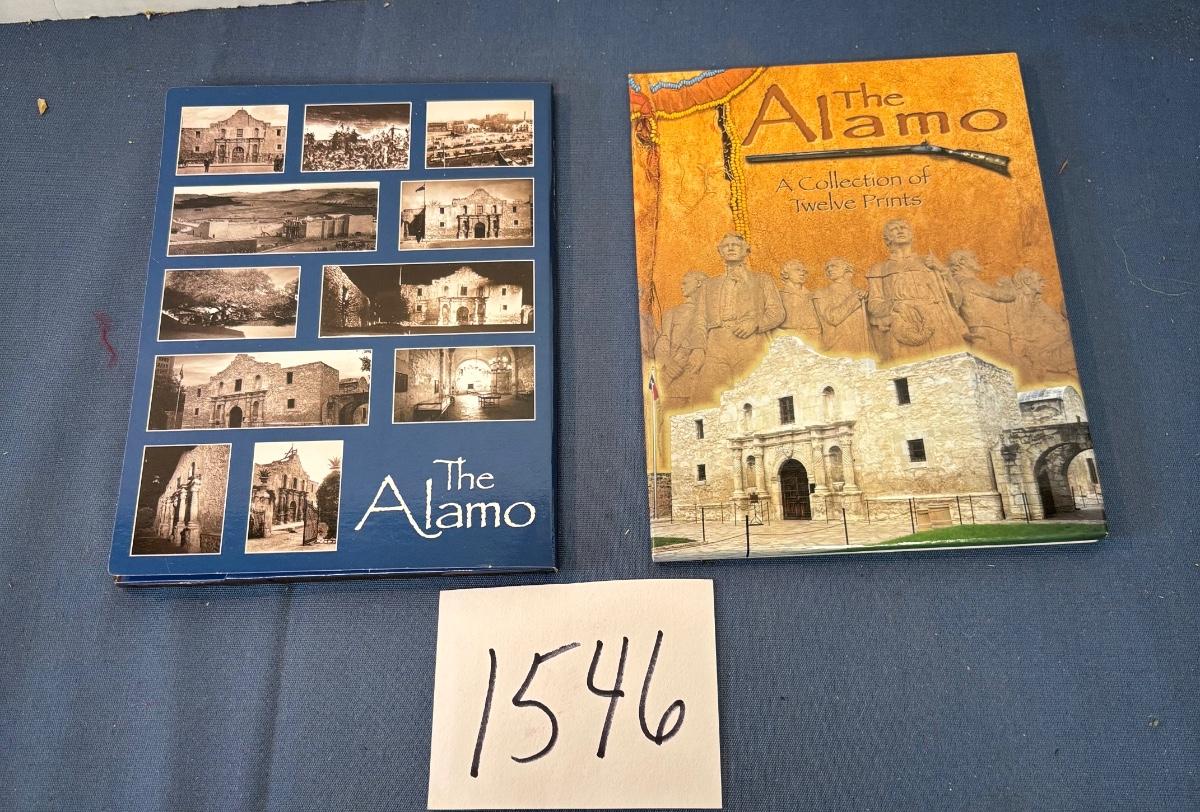 The
Alamo
The
Alamo
A Collection of
Twelve Prints
1546